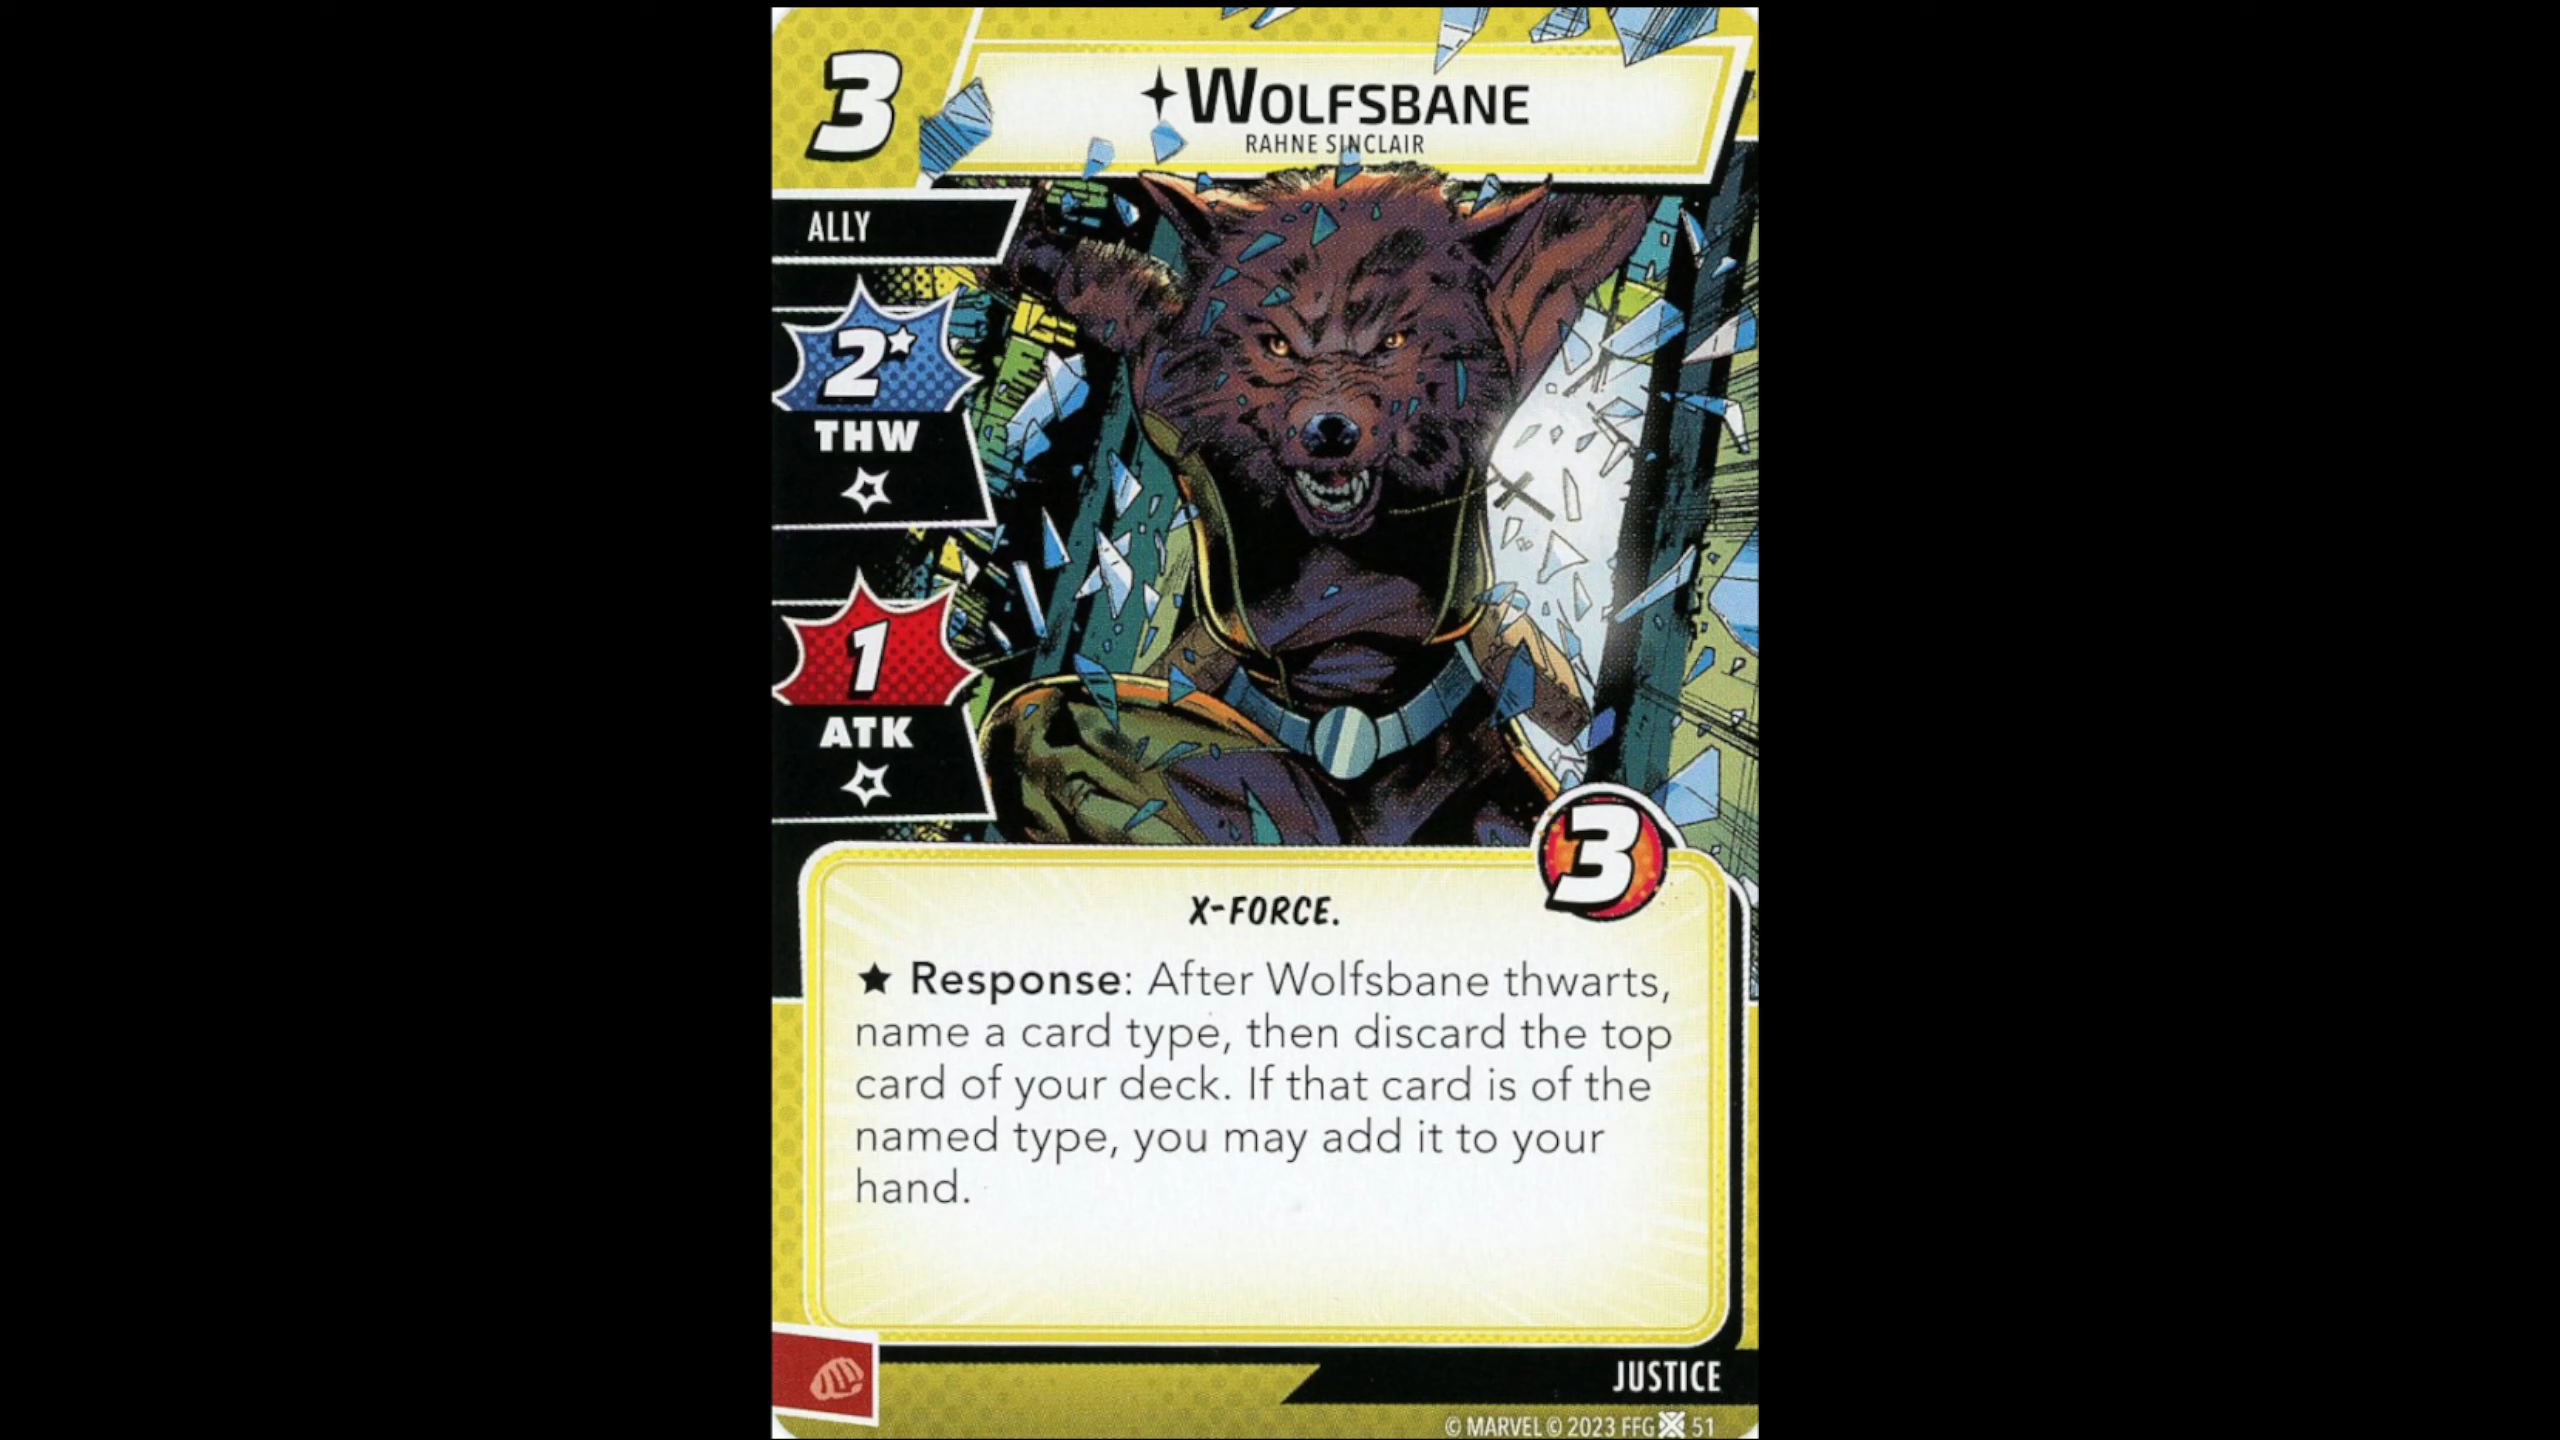 3
WOLFSBANE
RAHNE SINCLAIR
ALLY
2
THW
1
ATK
3
X-FORCE.
★ Response: After Wolfsbane thwarts,
name a card type, then discard the top
card of your deck. If that card is of the
named type, you may add it to your
hand.
JUSTICE
© MARVEL © 2023 FFG 51